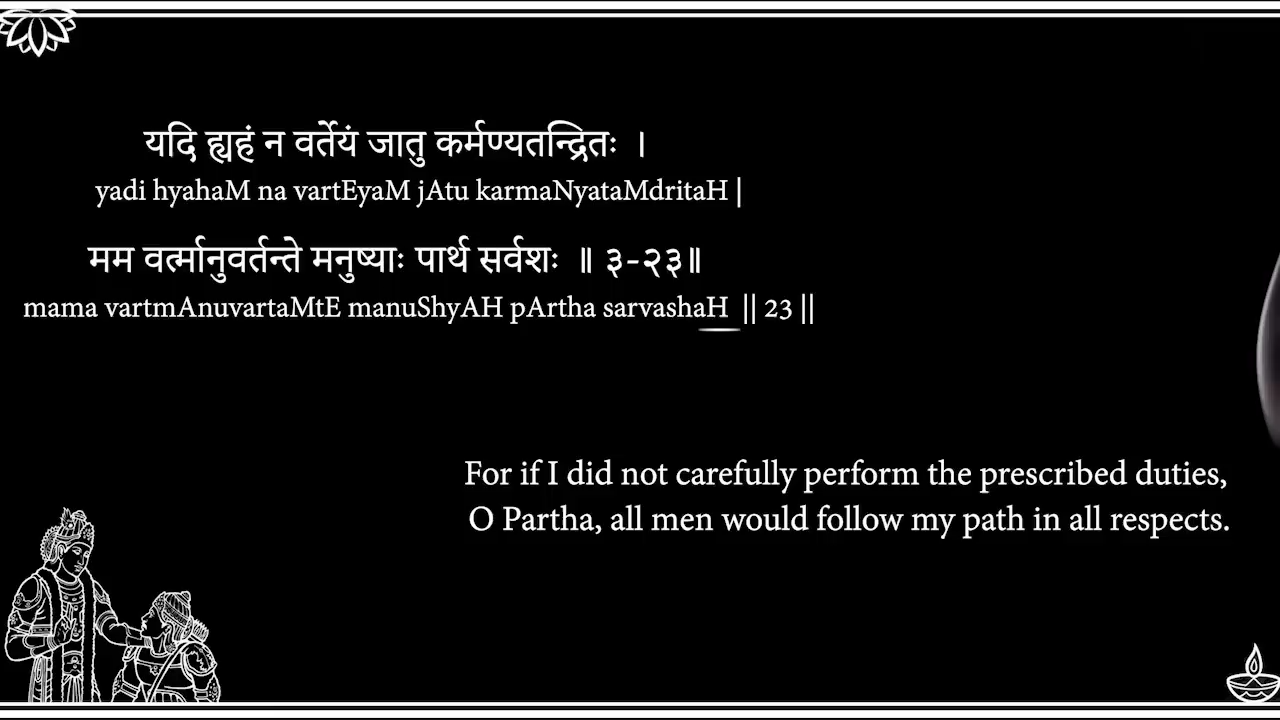 यदि ह्यहं न वर्तेयं जातु कर्मण्यतन्द्रितः ।
yadi hyahaM na vartEyaM jAtu karmaNyataMdritaH |
मम वर्त्मानुवर्तन्ते मनुष्याः पार्थ सर्वशः ॥ ३-२३॥
mama vartmAnuvartaMtE manuShyAH pArtha sarvashaH || 23 ||
For if I did not carefully perform the prescribed duties,
O Partha, all men would follow my path in all respects.